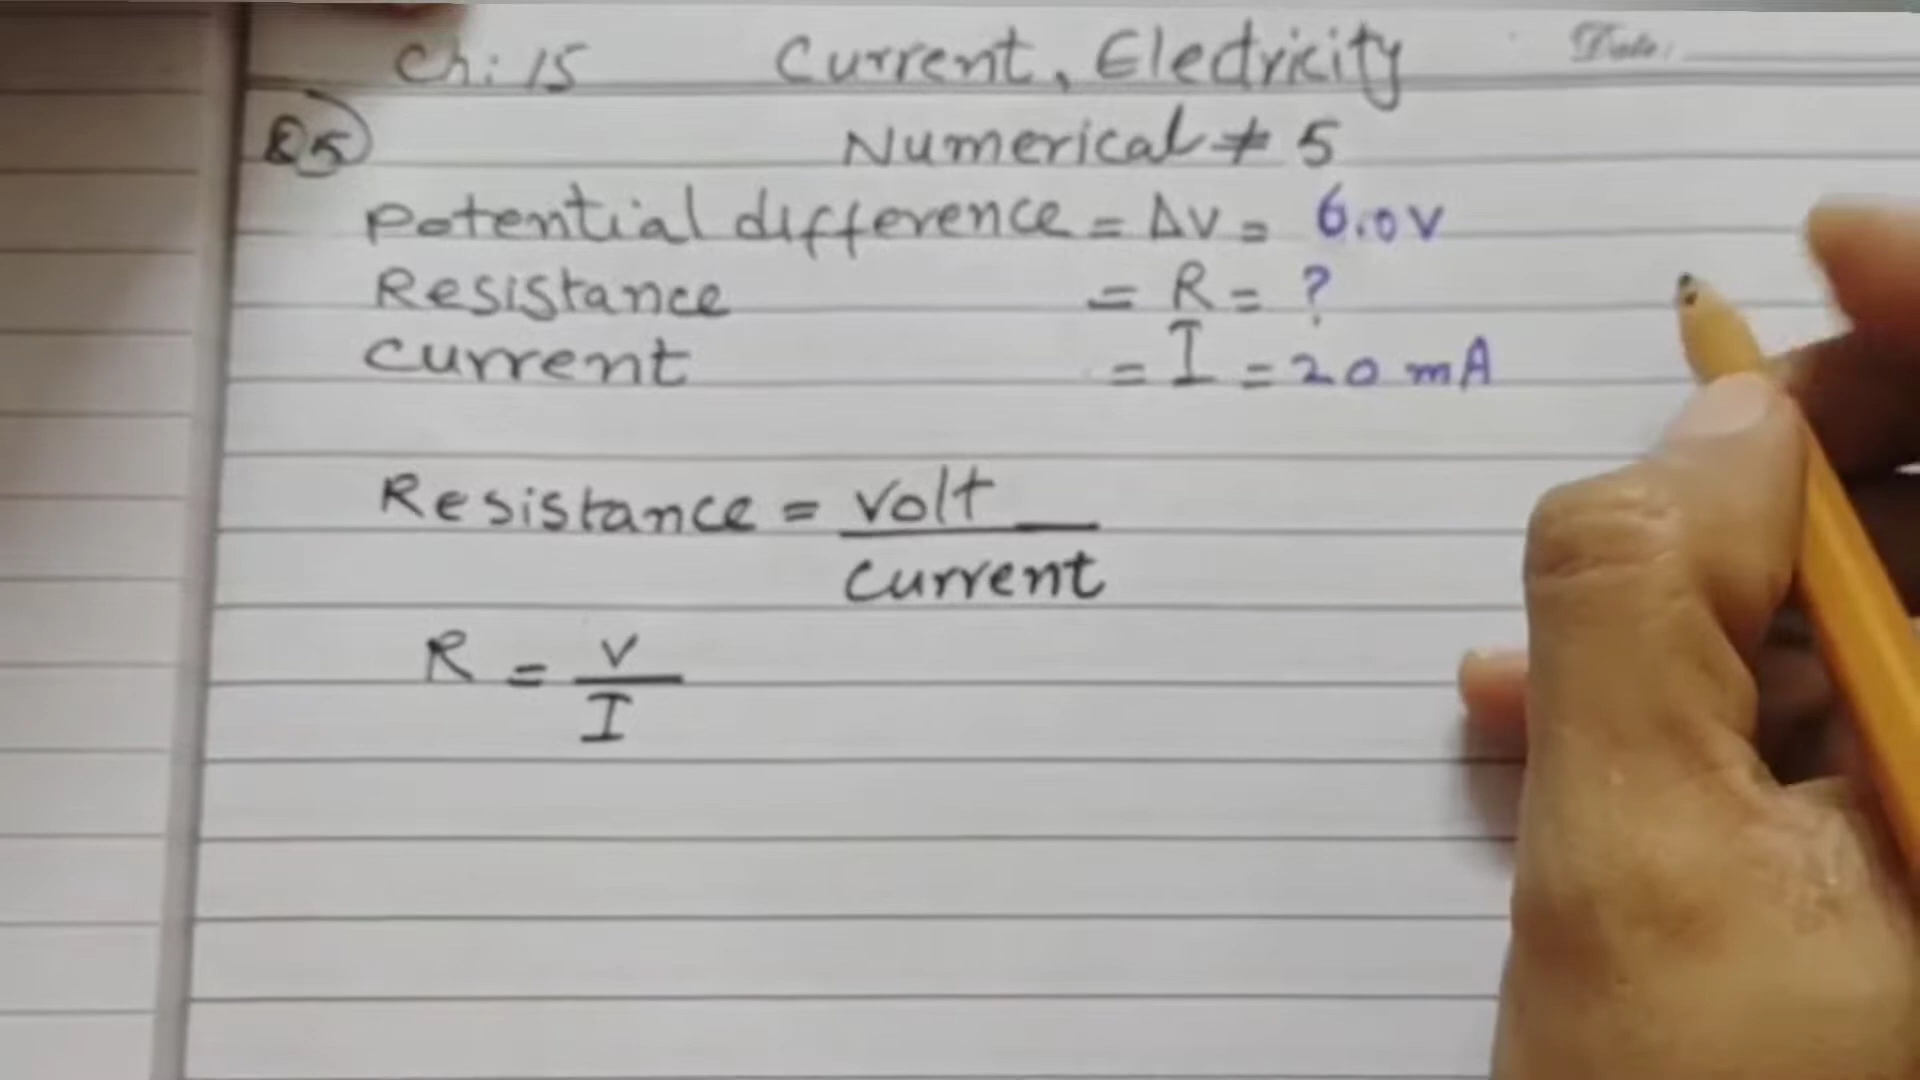 Ch: 15 Current, Electricity Date:
Q5 Numerical # 5
Potential difference = ΔV = 6.0V
Resistance = R = ?
Current = I = 20 mA
Resistance = Volt / Current
R = V / I